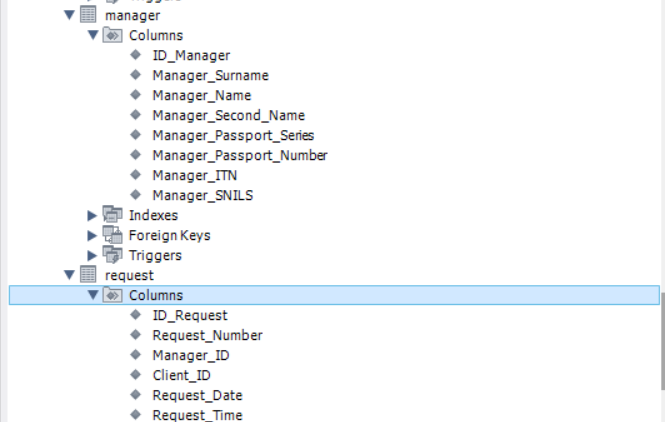 manager
Columns
ID_Manager
Manager_Surname
Manager_Name
Manager_Second_Name
Manager_Passport_Series
Manager_Passport_Number
Manager_ITN
Manager_SNILS
Indexes
Foreign Keys
Triggers
request
Columns
ID_Request
Request_Number
Manager_ID
Client_ID
Request_Date
Request_Time